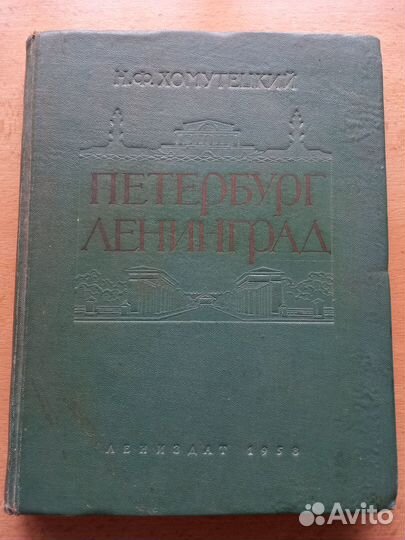 Н.Ф.ХОМУТЕЦКИЙ
ПЕТЕРБУРГ
ЛЕНИНГРАД
ЛЕНИЗДАТ 1958
Avito